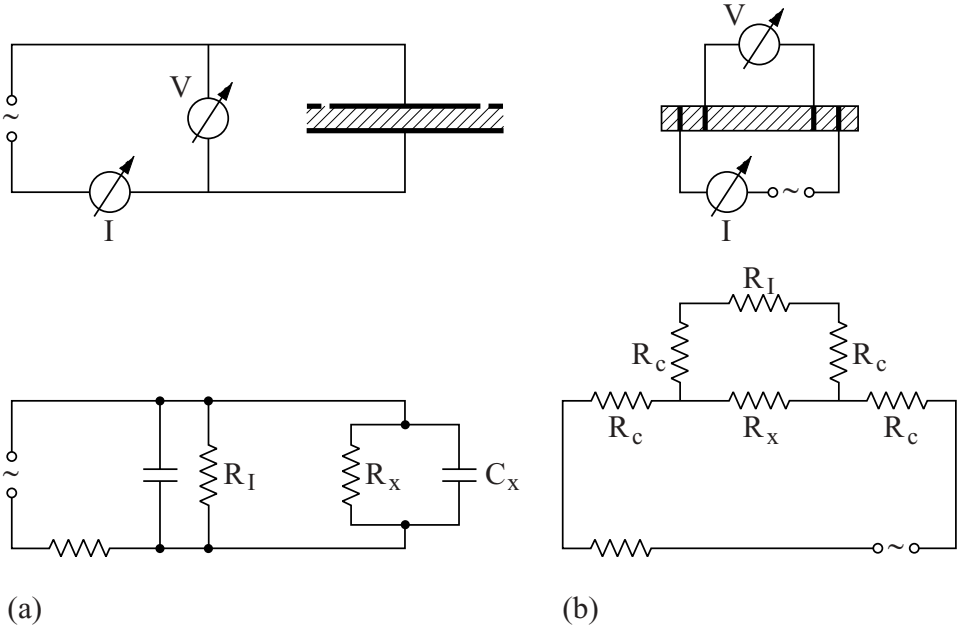 V
~
I
V
I
~
R_I
R_c
R_c
R_c
R_x
R_c
~
R_I
R_x
C_x
~
(a)
(b)